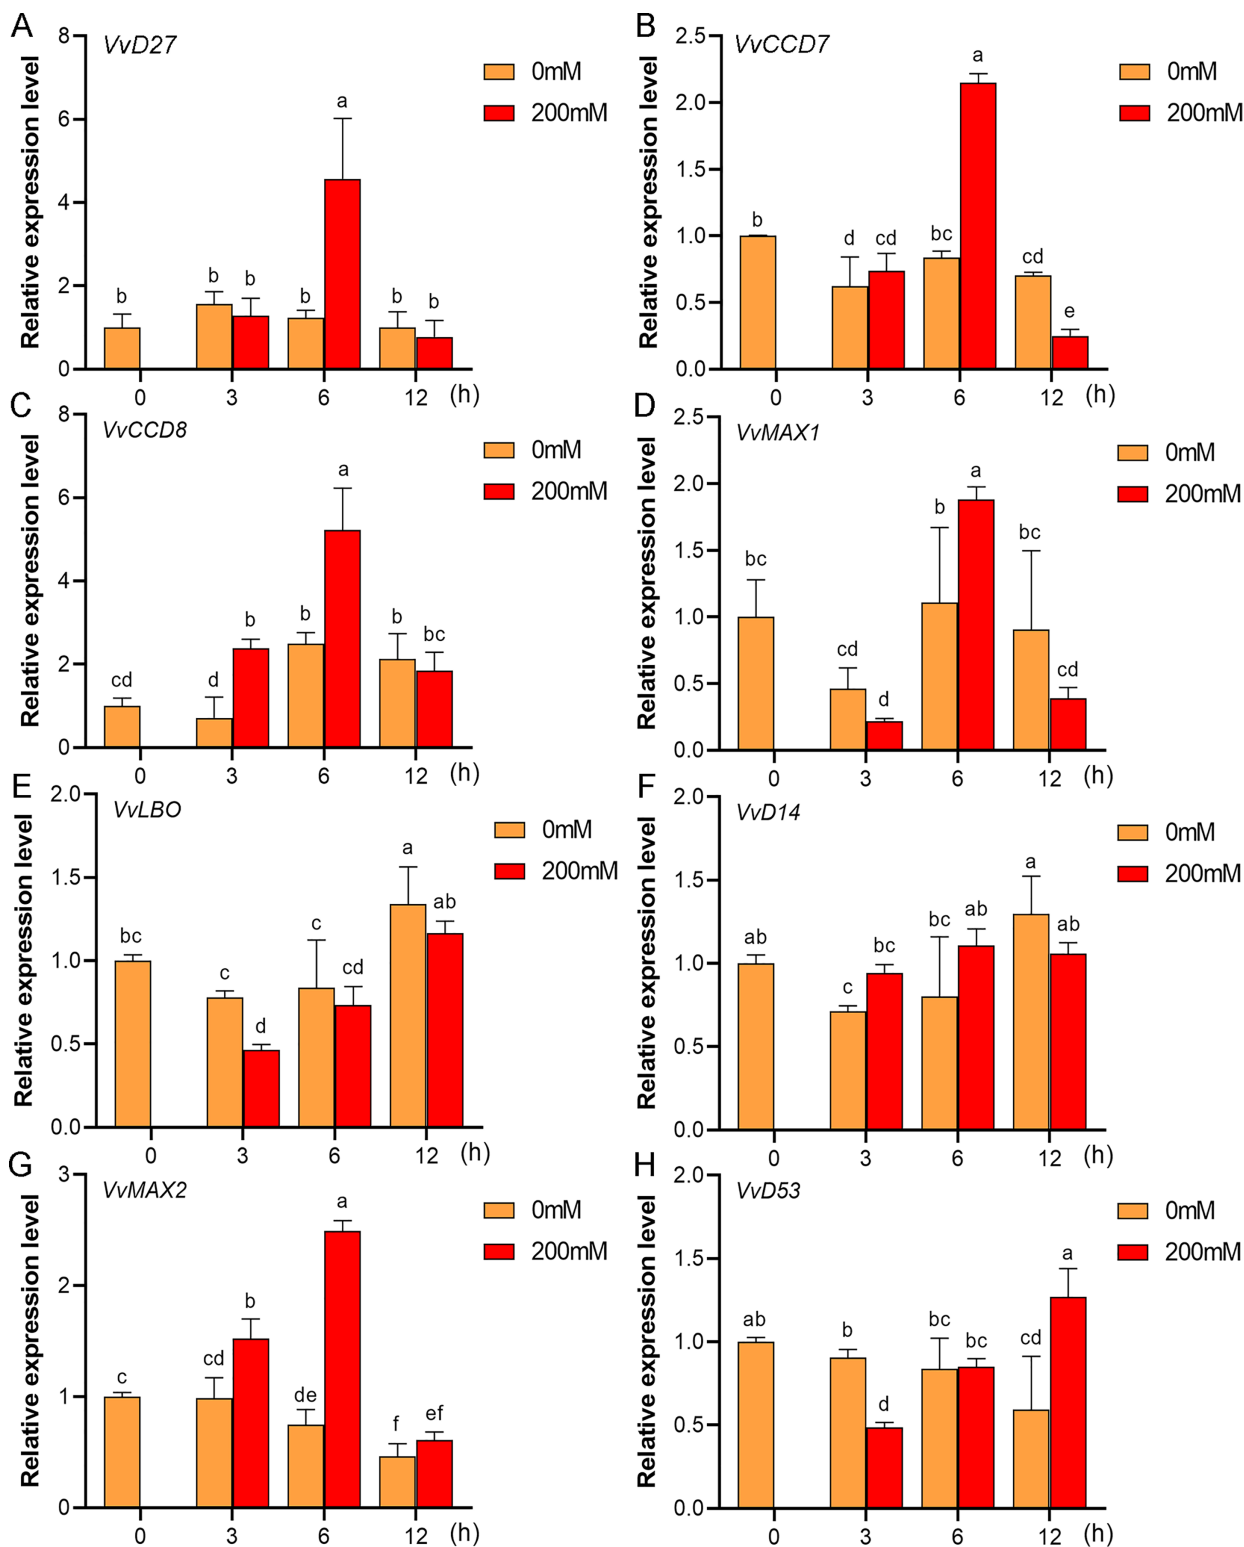 A
VvD27
Relative expression level
8
6
4
2
0
b
b
b
b
a
b
b
0 3 6 12 (h)
0mM
200mM
B
VvCCD7
Relative expression level
2.5
2.0
1.5
1.0
0.5
0.0
b
d
cd
bc
a
cd
e
0 3 6 12 (h)
0mM
200mM
C
VvCCD8
Relative expression level
8
6
4
2
0
cd
d
b
b
a
b
bc
0 3 6 12 (h)
0mM
200mM
D
VvMAX1
Relative expression level
2.5
2.0
1.5
1.0
0.5
0.0
bc
cd
d
b
a
bc
cd
0 3 6 12 (h)
0mM
200mM
E
VvLBO
Relative expression level
2.0
1.5
1.0
0.5
0.0
bc
c
d
c
cd
a
ab
0 3 6 12 (h)
0mM
200mM
F
VvD14
Relative expression level
2.0
1.5
1.0
0.5
0.0
ab
c
bc
bc
ab
a
ab
0 3 6 12 (h)
0mM
200mM
G
VvMAX2
Relative expression level
3
2
1
0
c
cd
b
de
a
f
ef
0 3 6 12 (h)
0mM
200mM
H
VvD53
Relative expression level
2.0
1.5
1.0
0.5
0.0
ab
b
d
bc
bc
cd
a
0 3 6 12 (h)
0mM
200mM